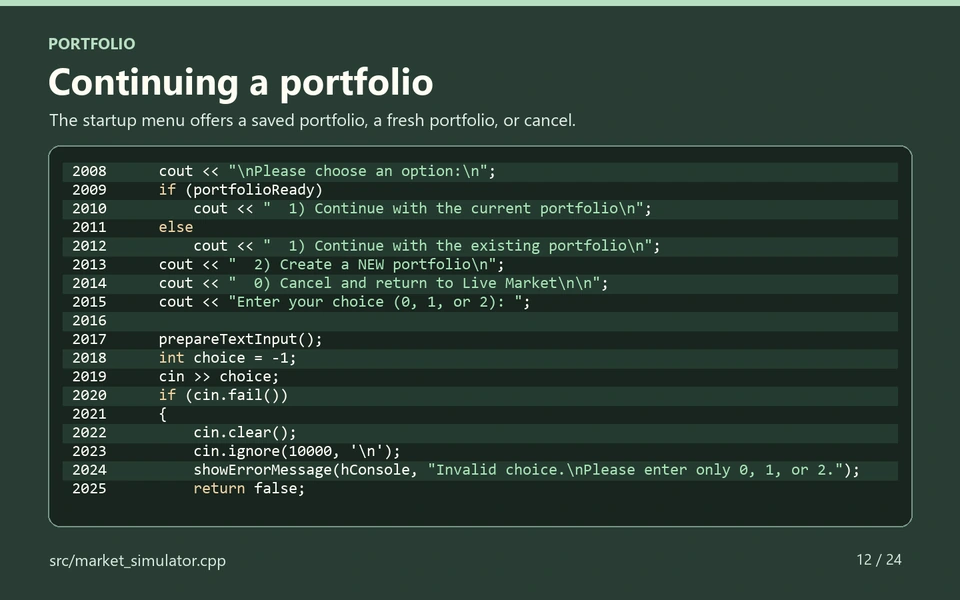 PORTFOLIO
Continuing a portfolio
The startup menu offers a saved portfolio, a fresh portfolio, or cancel.
2008      cout << "\nPlease choose an option:\n";
2009      if (portfolioReady)
2010          cout << "  1) Continue with the current portfolio\n";
2011      else
2012          cout << "  1) Continue with the existing portfolio\n";
2013      cout << "  2) Create a NEW portfolio\n";
2014      cout << "  0) Cancel and return to Live Market\n\n";
2015      cout << "Enter your choice (0, 1, or 2): ";
2016
2017      prepareTextInput();
2018      int choice = -1;
2019      cin >> choice;
2020      if (cin.fail())
2021      {
2022          cin.clear();
2023          cin.ignore(10000, '\n');
2024          showErrorMessage(hConsole, "Invalid choice.\nPlease enter only 0, 1, or 2.");
2025          return false;
src/market_simulator.cpp
12 / 24